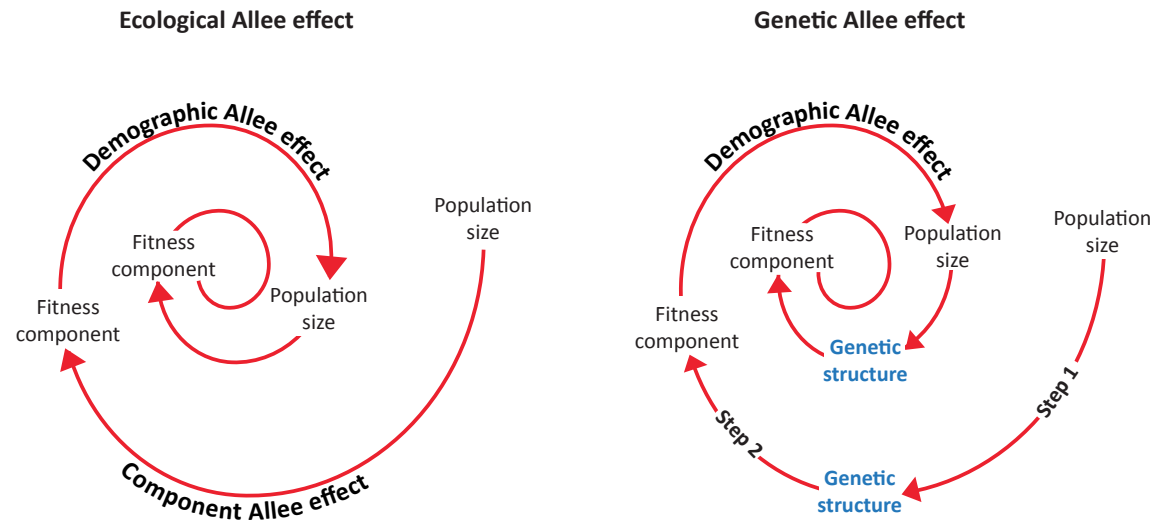 Ecological Allee effect
Demographic Allee effect
Population
size
Fitness
component
Population
size
Fitness
component
Component Allee effect
Genetic Allee effect
Demographic Allee effect
Population
size
Population
size
Fitness
component
Fitness
component
Genetic
structure
Step 1
Step 2
Genetic
structure